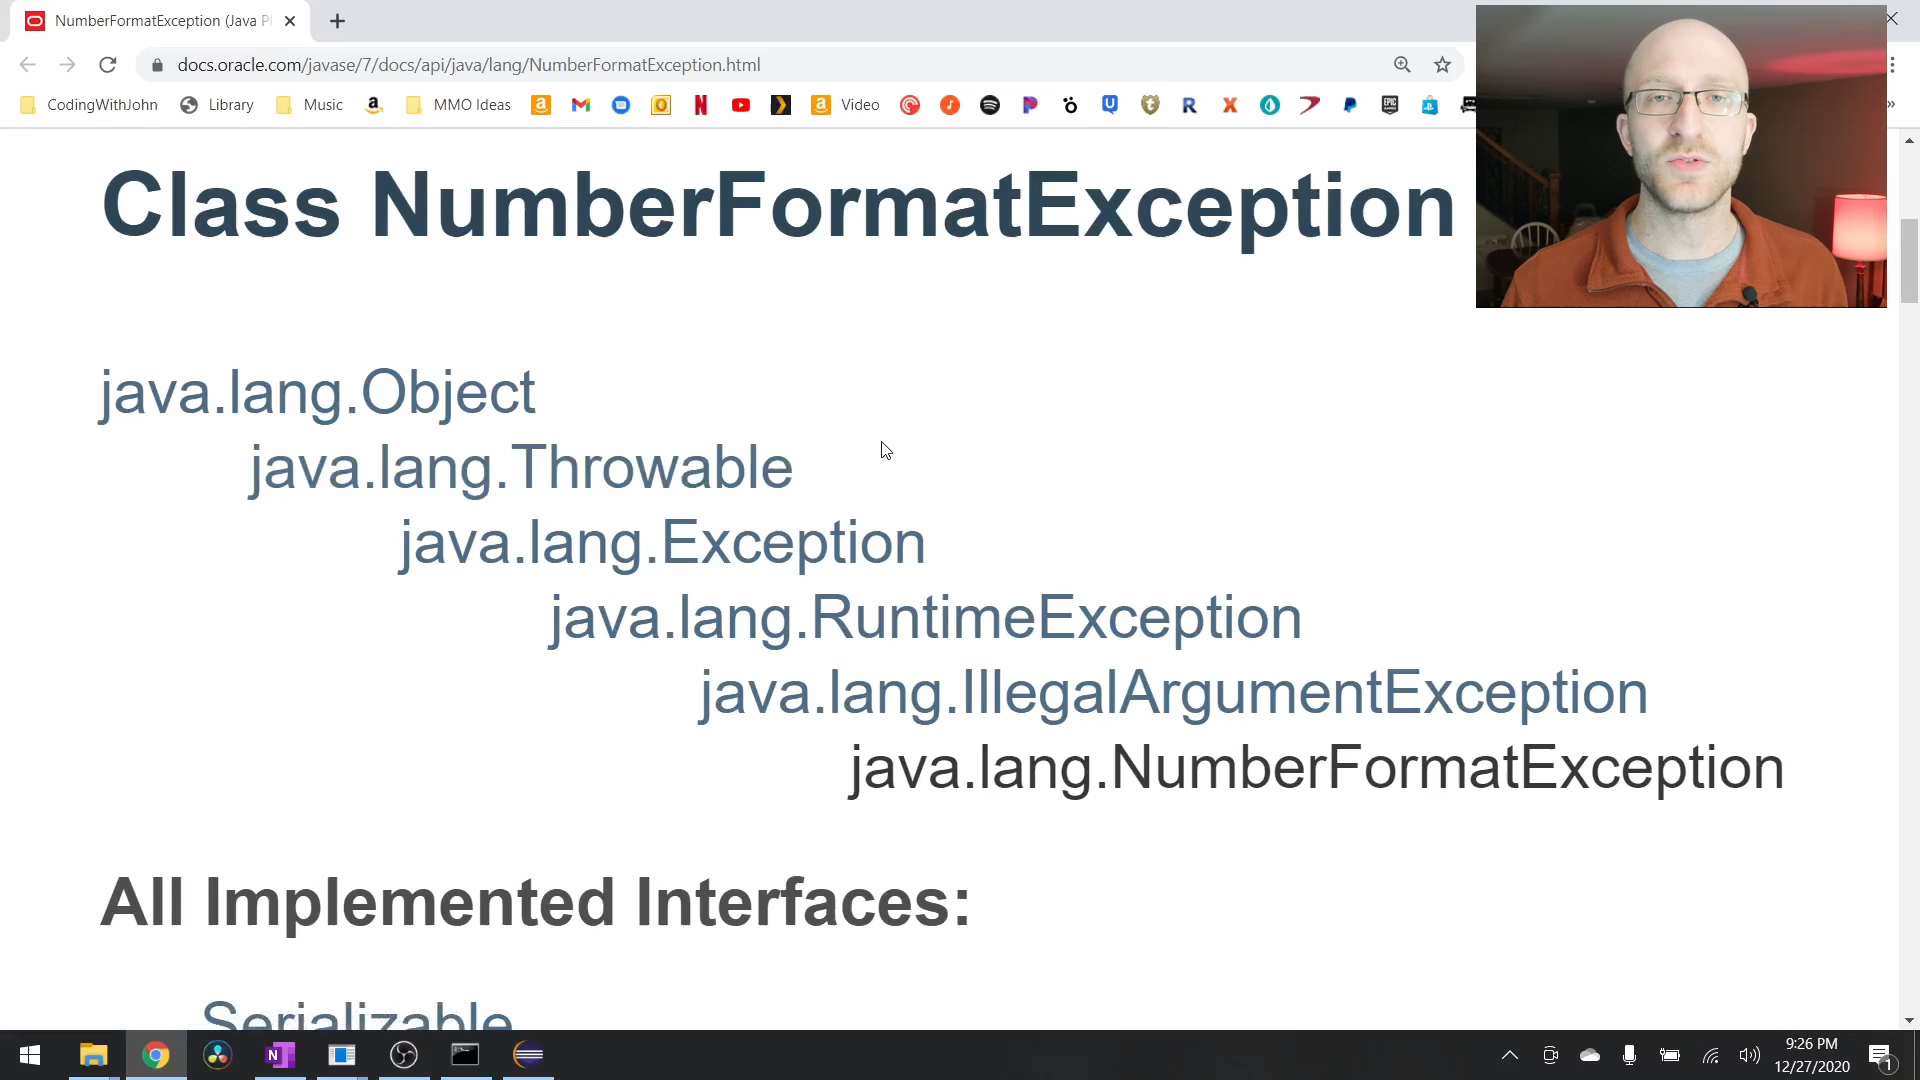 NumberFormatException (Java Pl
docs.oracle.com/javase/7/docs/api/java/lang/NumberFormatException.html
CodingWithJohn Library Music MMO Ideas Video
Class NumberFormatException
java.lang.Object
java.lang.Throwable
java.lang.Exception
java.lang.RuntimeException
java.lang.IllegalArgumentException
java.lang.NumberFormatException
All Implemented Interfaces:
Serializable
9:26 PM
12/27/2020
1